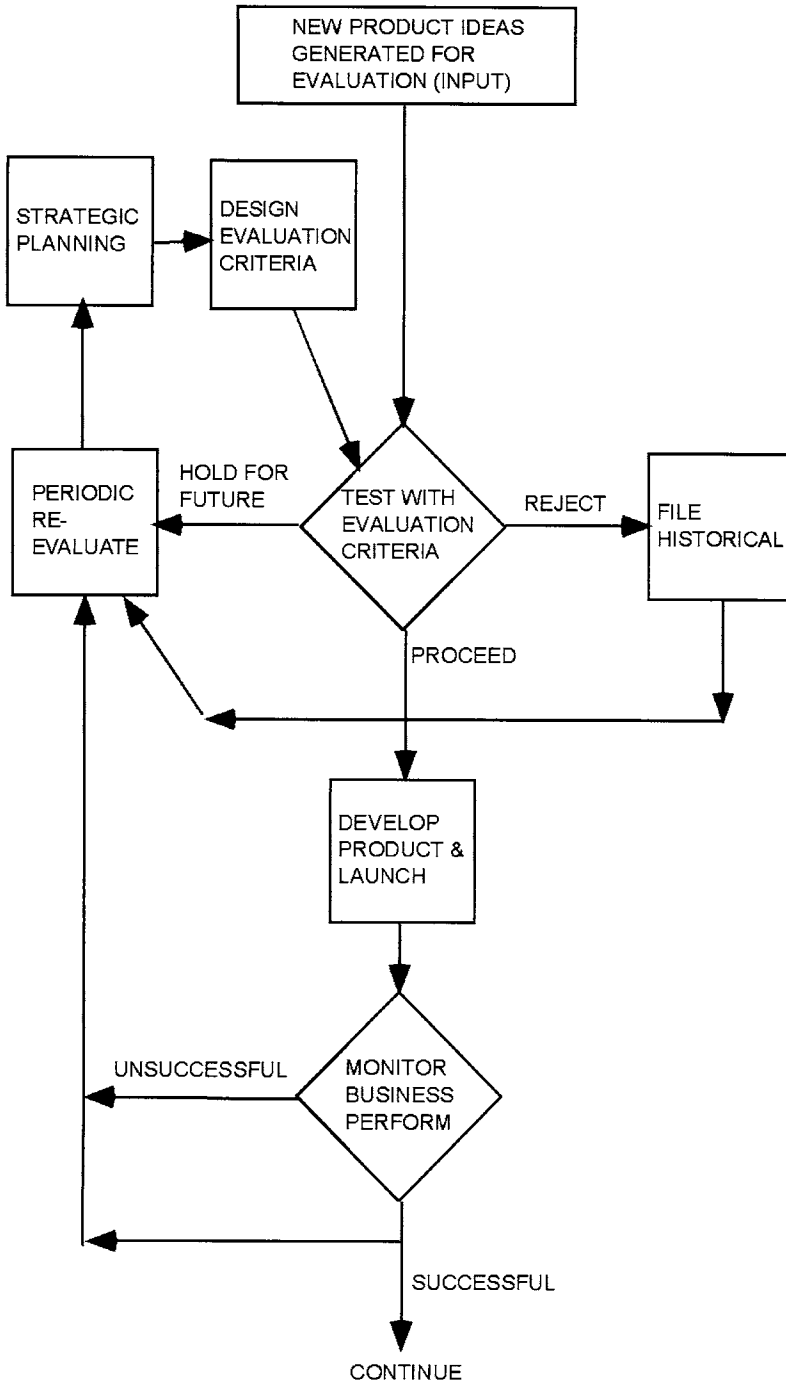 NEW PRODUCT IDEAS
GENERATED FOR
EVALUATION (INPUT)
STRATEGIC
PLANNING
DESIGN
EVALUATION
CRITERIA
PERIODIC
RE-
EVALUATE
HOLD FOR
FUTURE
TEST WITH
EVALUATION
CRITERIA
REJECT
FILE
HISTORICAL
PROCEED
DEVELOP
PRODUCT &
LAUNCH
UNSUCCESSFUL
MONITOR
BUSINESS
PERFORM
SUCCESSFUL
CONTINUE